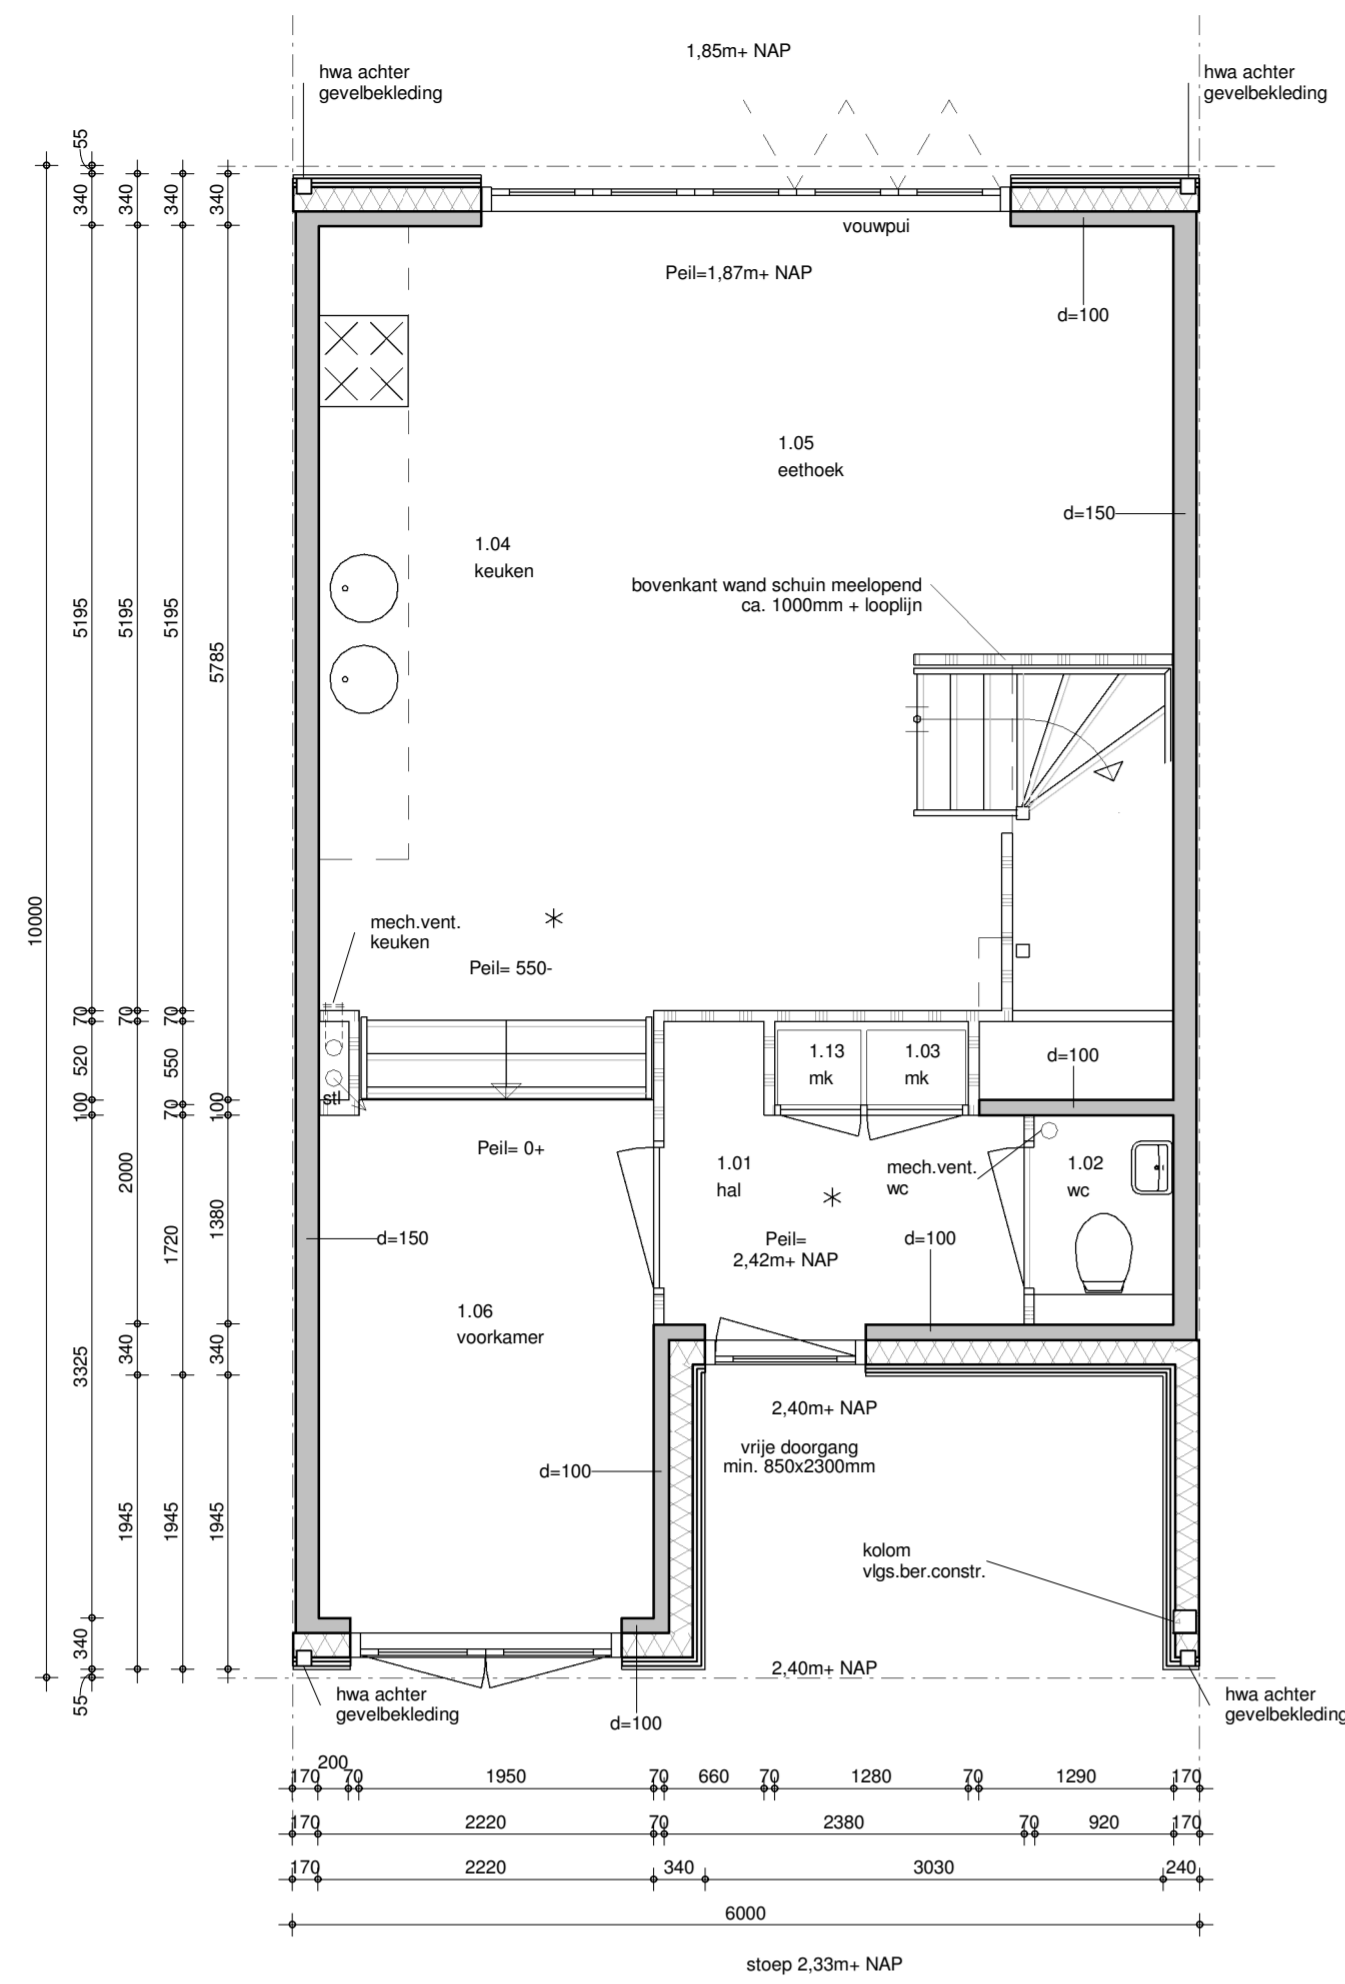 1,85m+ NAP
hwa achter
gevelbekleding
hwa achter
gevelbekleding
vouwpui
Peil=1,87m+ NAP
d=100
1.05
eethoek
d=150
1.04
keuken
bovenkant wand schuin meelopend
ca. 1000mm + looplijn
mech.vent.
keuken
Peil= 550-
stl
1.13
mk
1.03
mk
d=100
Peil= 0+
1.01
hal
mech.vent.
wc
1.02
wc
d=150
Peil=
2,42m+ NAP
d=100
1.06
voorkamer
2,40m+ NAP
vrije doorgang
min. 850x2300mm
d=100
kolom
vlgs.ber.constr.
2,40m+ NAP
hwa achter
gevelbekleding
d=100
hwa achter
gevelbekleding
10000
55
340
5195
70
520
100
3325
340
55
340
5195
70
2000
340
1945
340
5195
70
550
70
1720
1945
340
5785
100
1380
340
1945
170 200 70 1950 70 660 70 1280 70 1290 170
170 2220 70 2380 70 920 170
170 2220 340 3030 240
6000
stoep 2,33m+ NAP